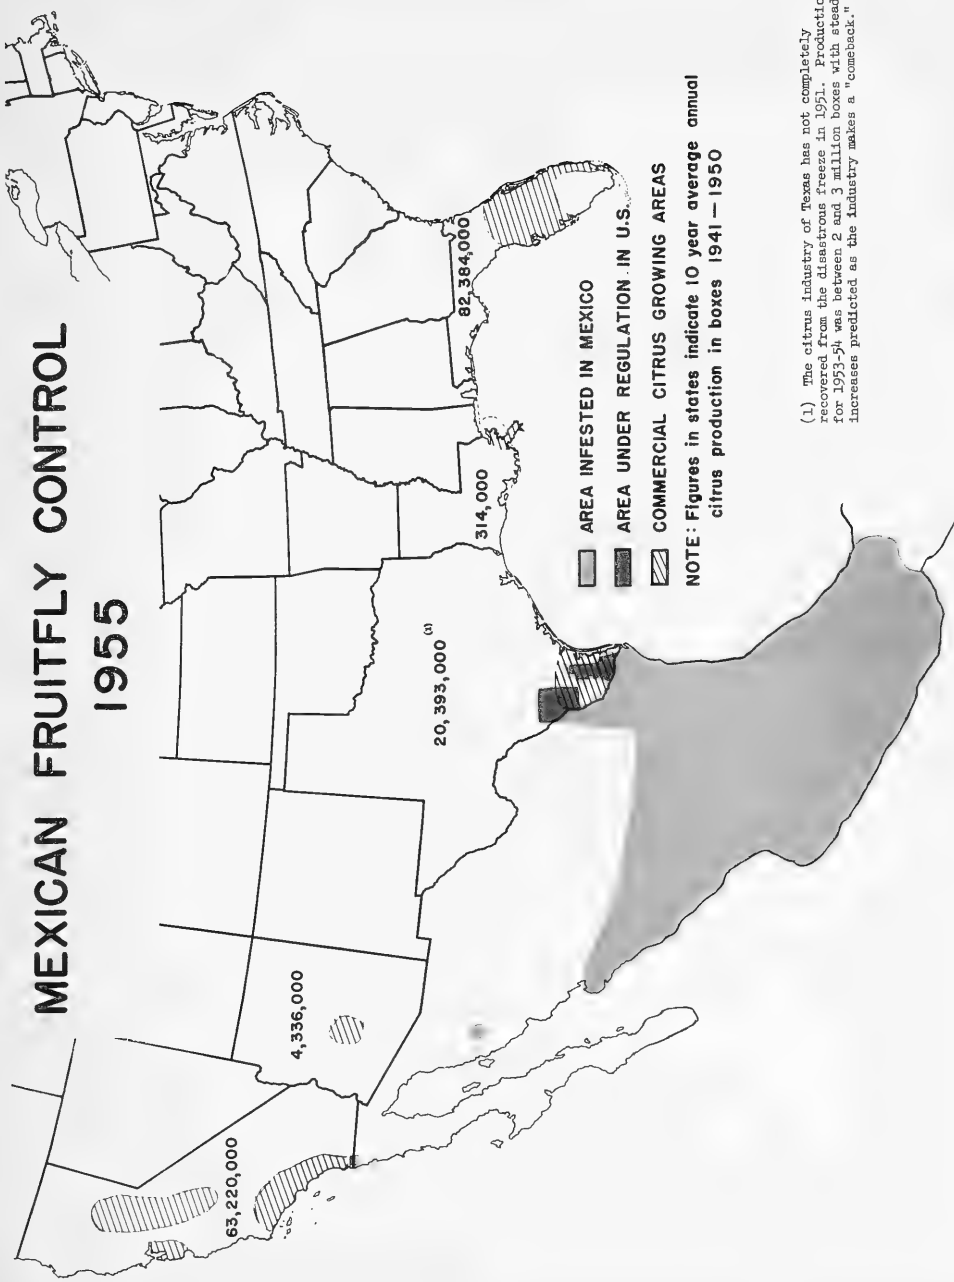 MEXICAN FRUITFLY CONTROL
1955
63,220,000
4,336,000
20,393,000 (1)
314,000
82,384,000
AREA INFESTED IN MEXICO
AREA UNDER REGULATION IN U.S.
COMMERCIAL CITRUS GROWING AREAS
NOTE: Figures in states indicate 10 year average annual
citrus production in boxes 1941–1950
(1) The citrus industry of Texas has not completely
recovered from the disastrous freeze in 1951.
for 1953-54 was between 2 and 3 million boxes with
increases predicted as the industry makes a "comeback."